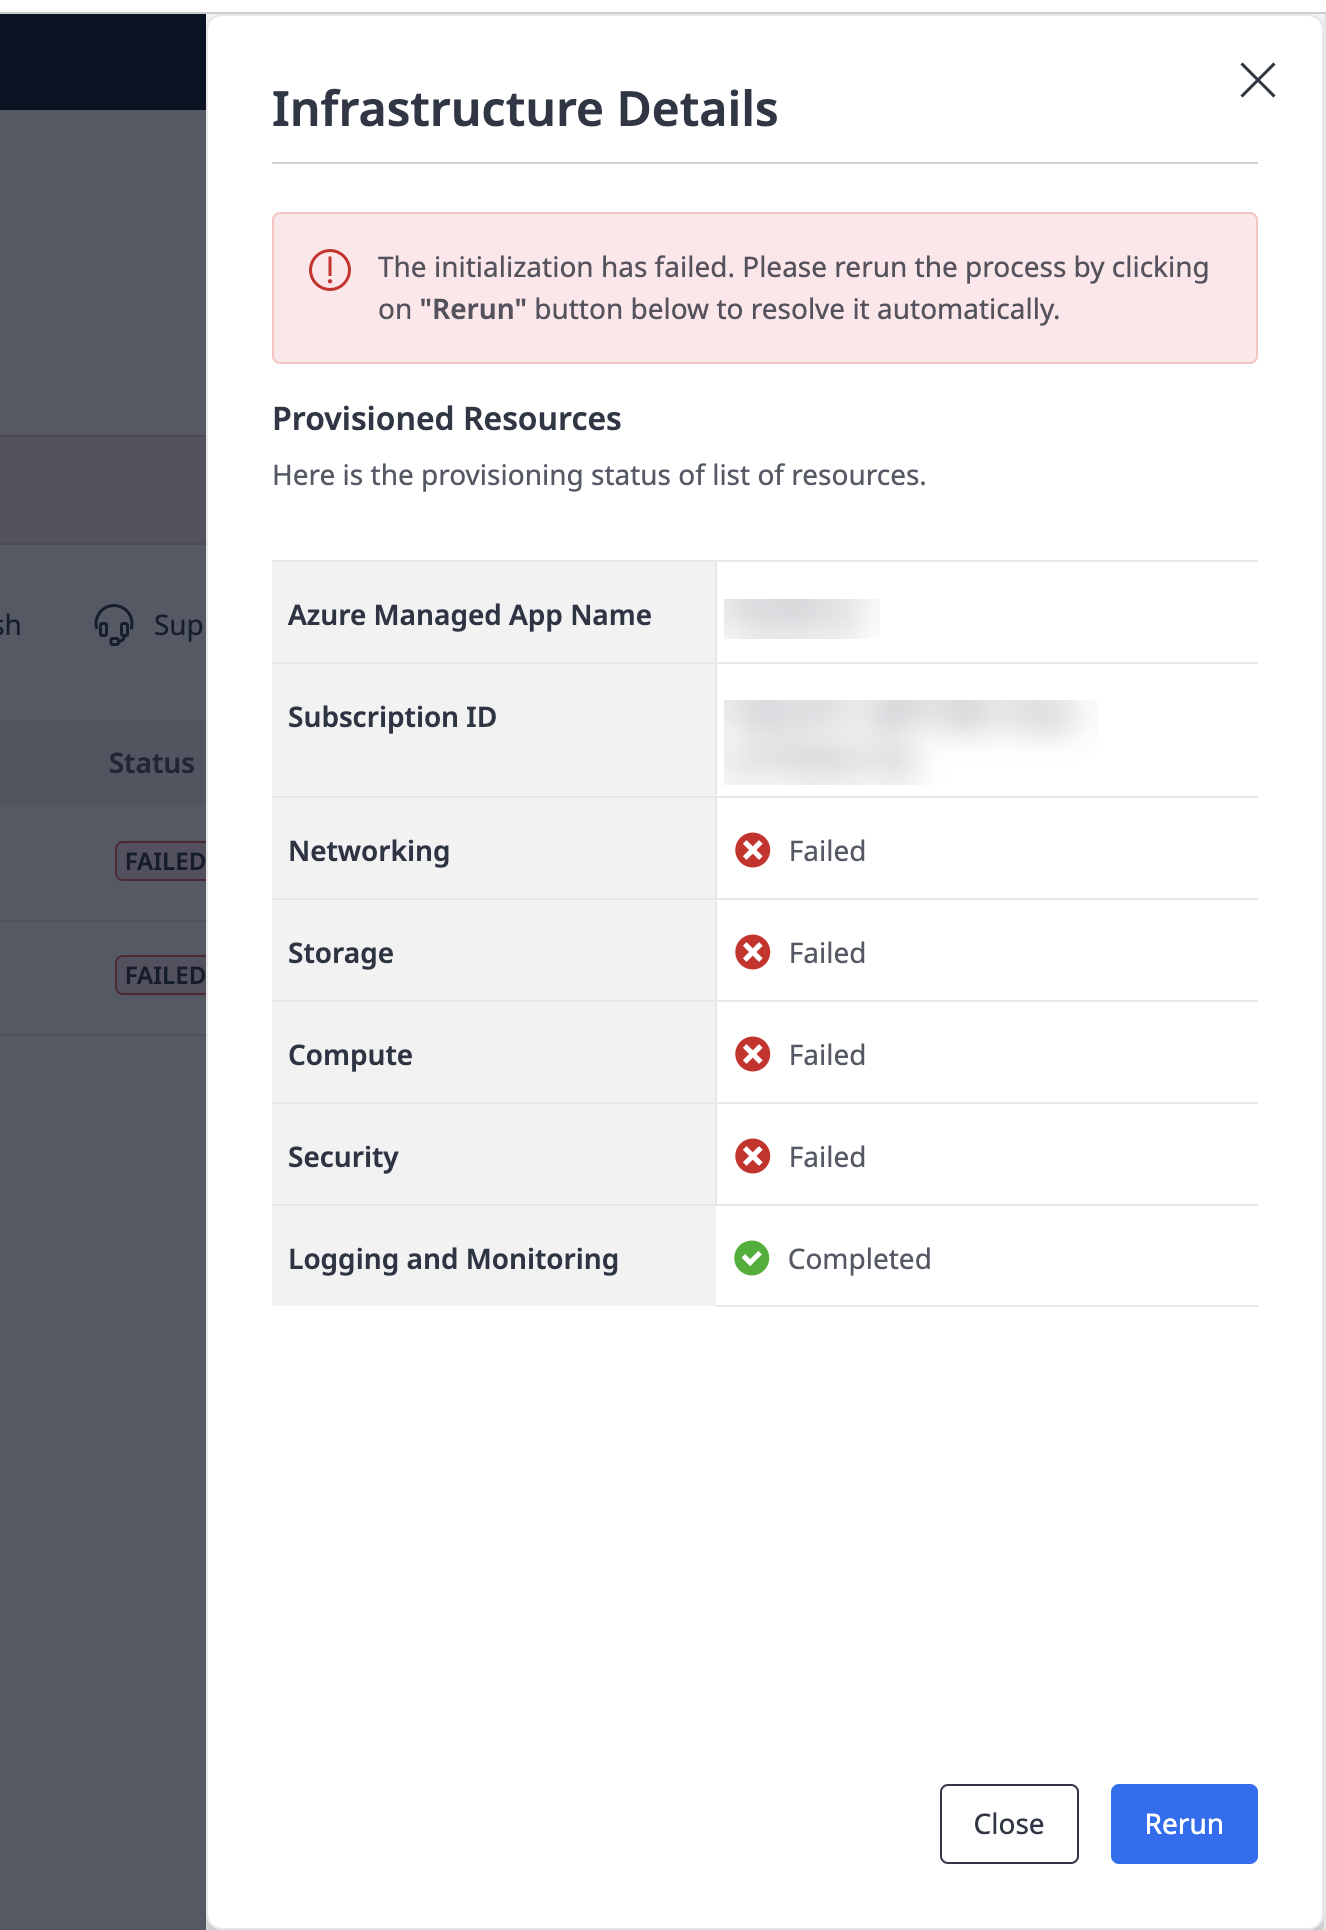 Infrastructure Details
The initialization has failed. Please rerun the process by clicking
on "Rerun" button below to resolve it automatically.
Provisioned Resources
Here is the provisioning status of list of resources.
sh Sup
Status
FAILED
FAILED
Azure Managed App Name
Subscription ID
Networking Failed
Storage Failed
Compute Failed
Security Failed
Logging and Monitoring Completed
Close Rerun